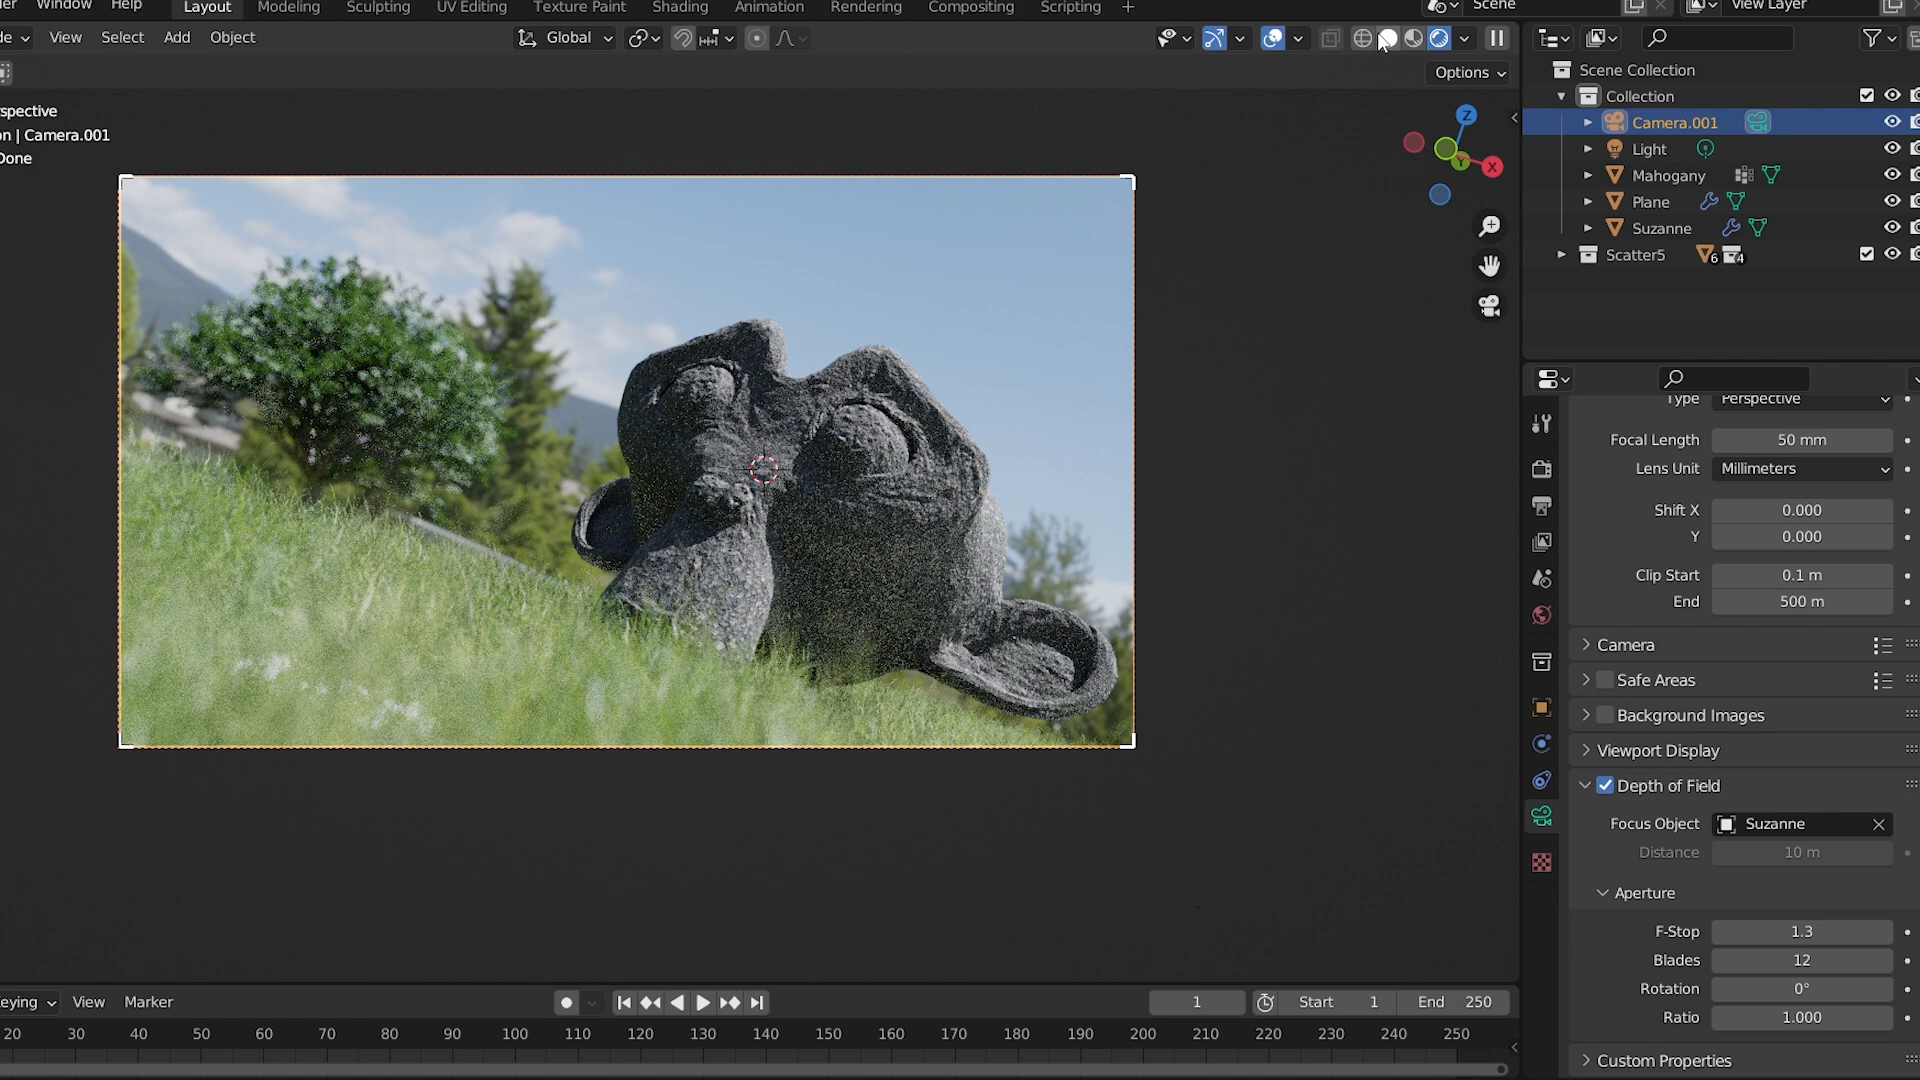 Window Help Layout Modeling Sculpting UV Editing Texture Paint Shading Animation Rendering Compositing Scripting + Scene View Layer
View Select Add Object Global
Options
Scene Collection
spective
Collection
n | Camera.001
Camera.001
Done
Light
Mahogany
Plane
Suzanne
Scatter5 6 4
Z
Y
X
Type Perspective
Focal Length 50 mm
Lens Unit Millimeters
Shift X 0.000
Y 0.000
Clip Start 0.1 m
End 500 m
Camera
Safe Areas
Background Images
Viewport Display
Depth of Field
Focus Object Suzanne
Distance 10 m
Aperture
F-Stop 1.3
Blades 12
Rotation 0°
Ratio 1.000
Custom Properties
eying View Marker 1 Start 1 End 250
20 30 40 50 60 70 80 90 100 110 120 130 140 150 160 170 180 190 200 210 220 230 240 250